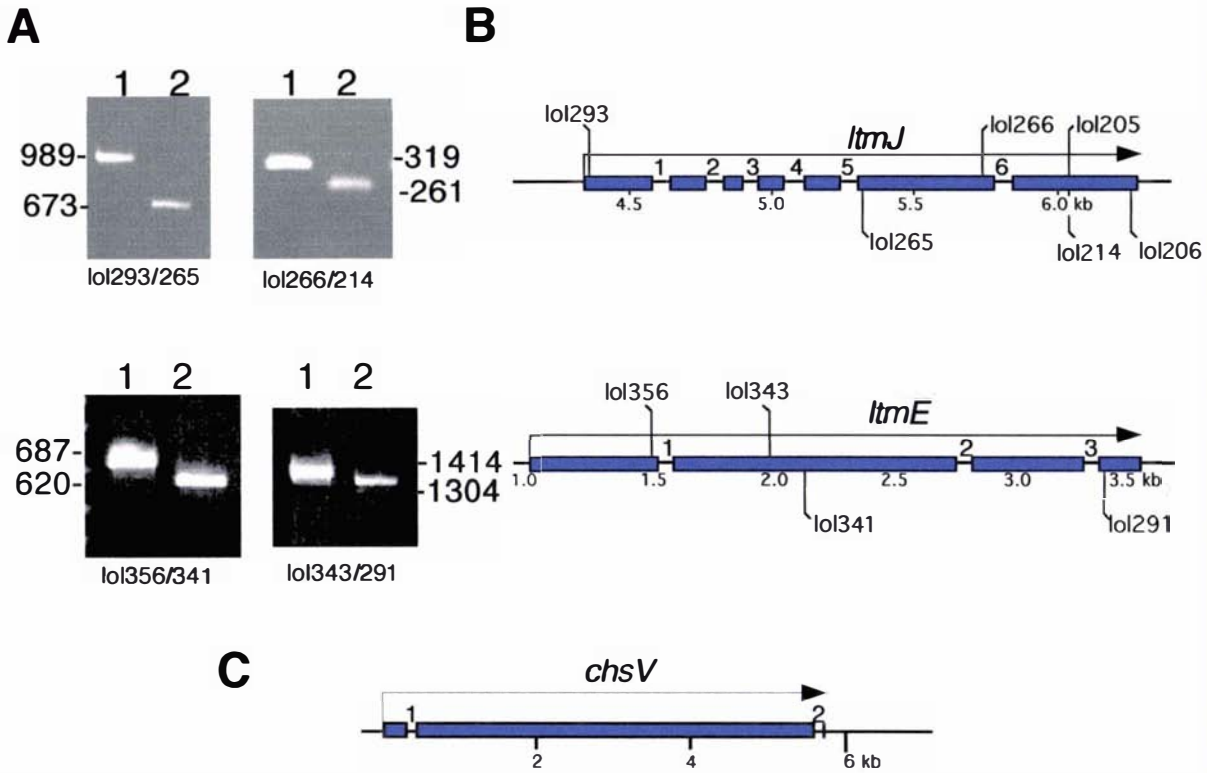 A
1 2
989-
673-
lol293/265
1 2
-319
-261
lol266/214
1 2
687-
620-
lol356/341
1 2
-1414
-1304
lol343/291
B
lol293
ltmJ
lol266
lol205
1 2 3 4 5 6
4.5 5.0 5.5 6.0 kb
lol265
lol214
lol206
lol356
lol343
ltmE
1 2 3
1.0 1.5 2.0 2.5 3.0 3.5 kb
lol341
lol291
C
chsV
1 2
2 4 6 kb